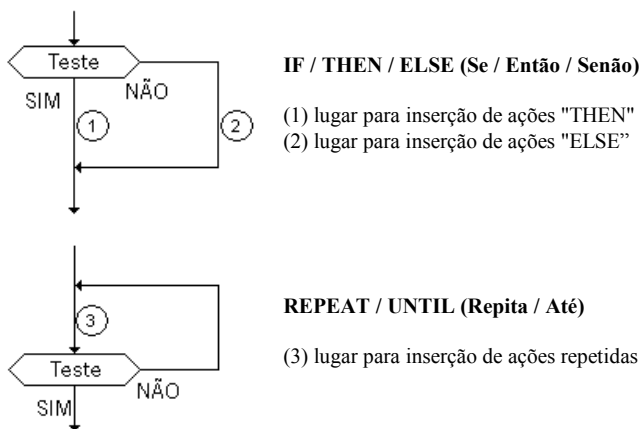 Teste
SIM
NÃO
1
2
IF / THEN / ELSE (Se / Então / Senão)
(1) lugar para inserção de ações "THEN"
(2) lugar para inserção de ações "ELSE”
3
Teste
NÃO
SIM
REPEAT / UNTIL (Repita / Até)
(3) lugar para inserção de ações repetidas